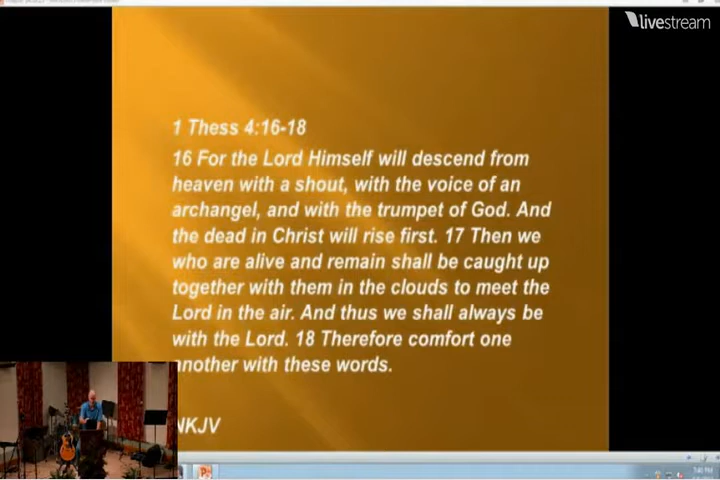 livestream
1 Thess 4:16-18
16 For the Lord Himself will descend from
heaven with a shout, with the voice of an
archangel, and with the trumpet of God. And
the dead in Christ will rise first. 17 Then we
who are alive and remain shall be caught up
together with them in the clouds to meet the
Lord in the air. And thus we shall always be
with the Lord. 18 Therefore comfort one
another with these words.
NKJV